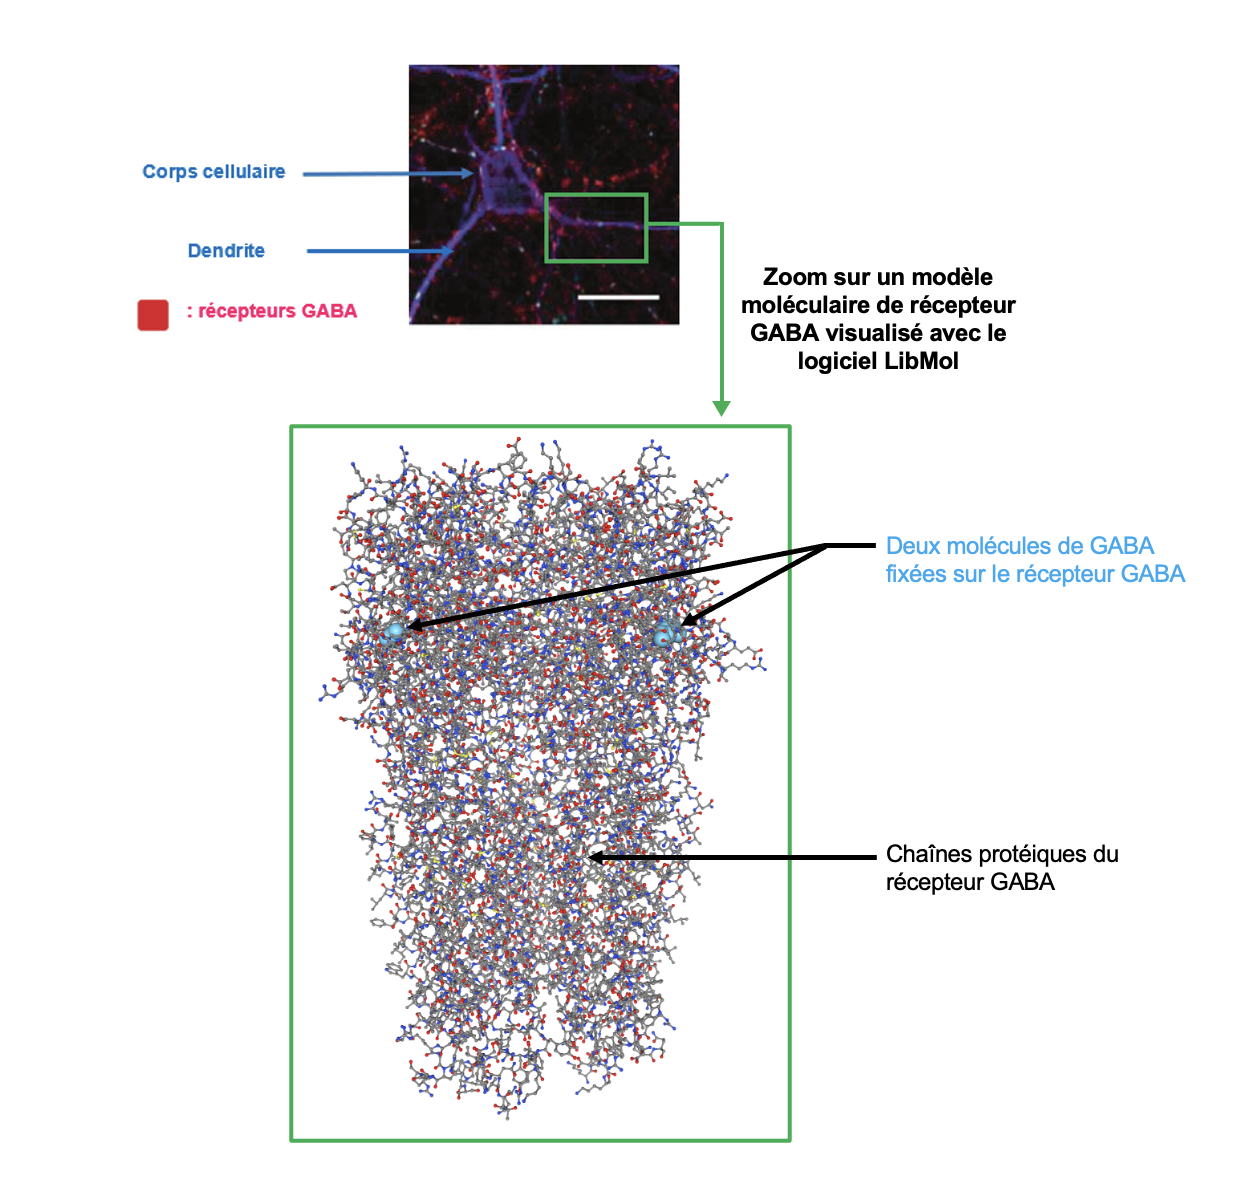 Corps cellulaire
Dendrite
: récepteurs GABA
Zoom sur un modèle
moléculaire de récepteur
GABA visualisé avec le
logiciel LibMol
Deux molécules de GABA
fixées sur le récepteur GABA
Chaînes protéiques du
récepteur GABA